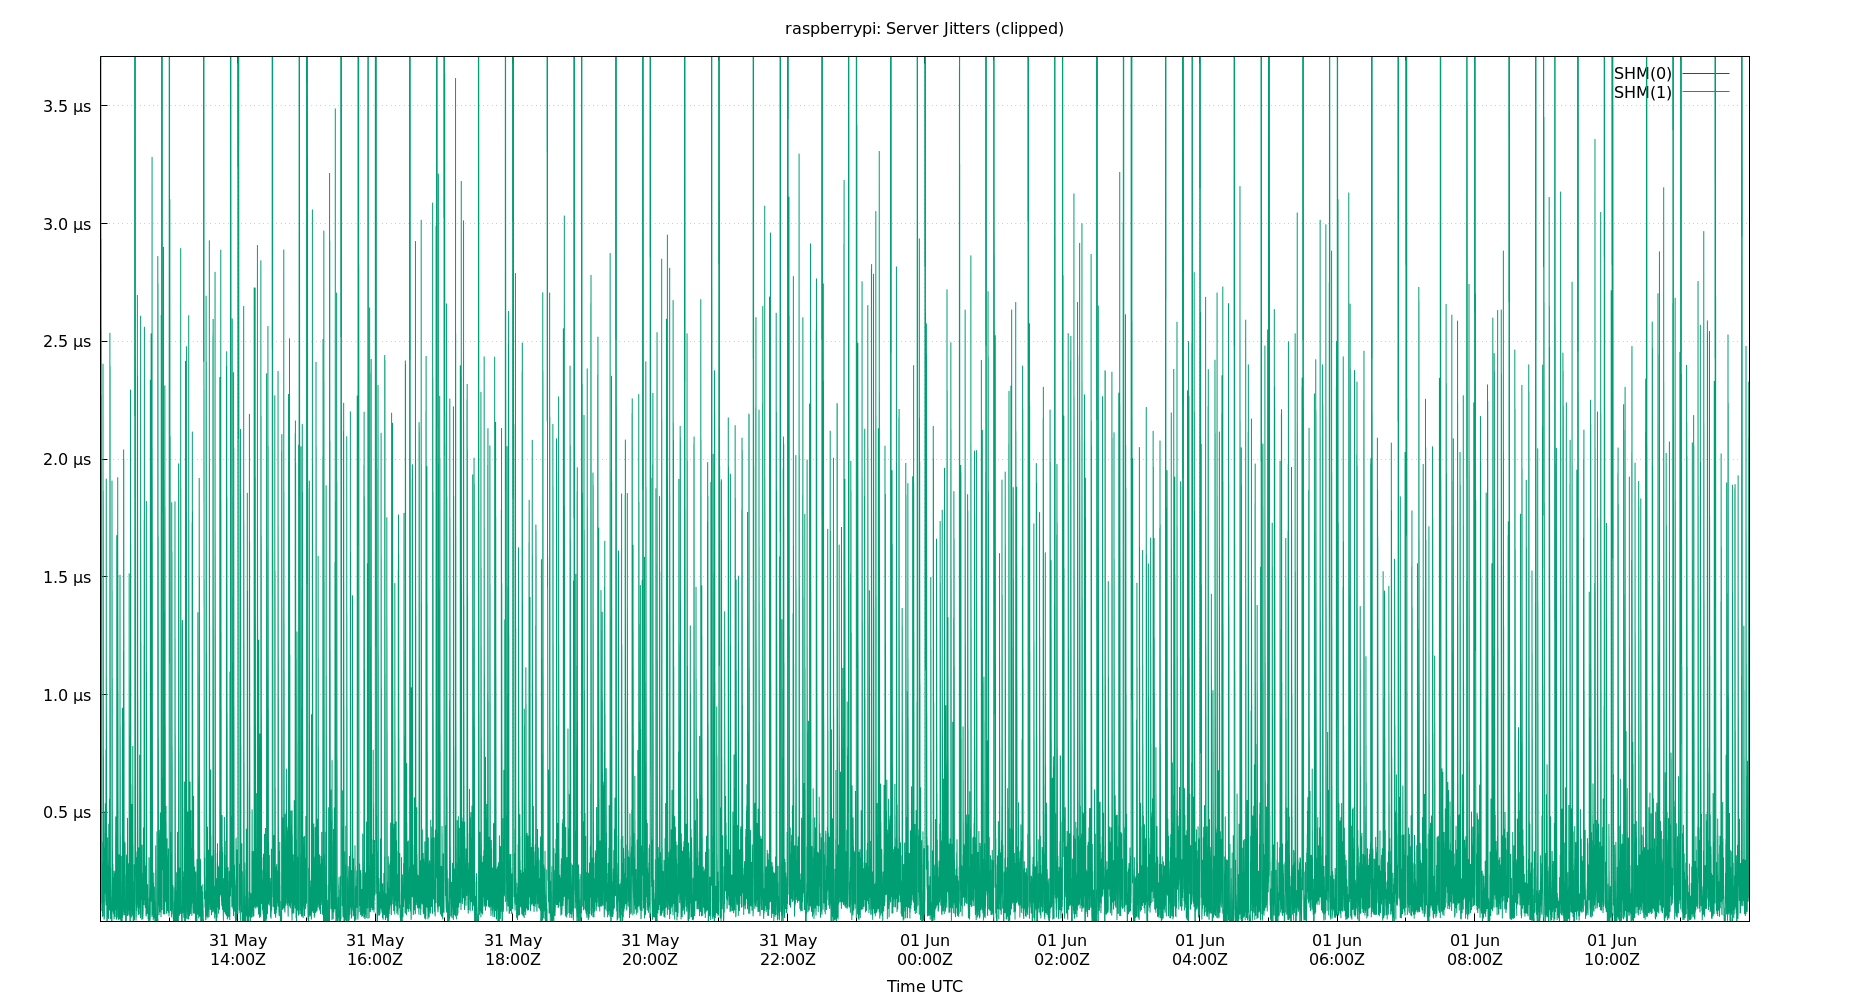 raspberrypi: Server Jitters (clipped)
SHM(0)
SHM(1)
3.5 μs
3.0 μs
2.5 μs
2.0 μs
1.5 μs
1.0 μs
0.5 μs
31 May 31 May 31 May 31 May 31 May 01 Jun 01 Jun 01 Jun 01 Jun 01 Jun 01 Jun
14:00Z 16:00Z 18:00Z 20:00Z 22:00Z 00:00Z 02:00Z 04:00Z 06:00Z 08:00Z 10:00Z
Time UTC